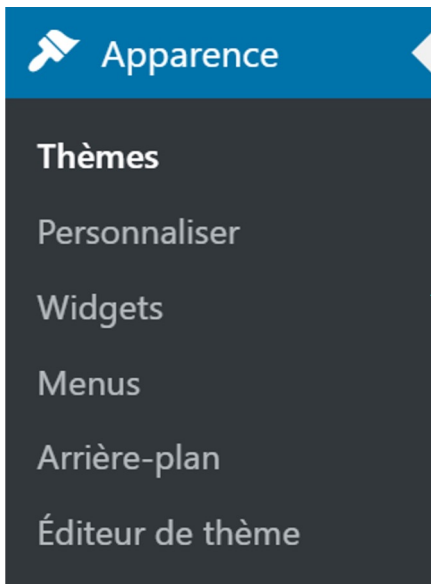 Apparence
Thèmes
Personnaliser
Widgets
Menus
Arrière-plan
Éditeur de thème